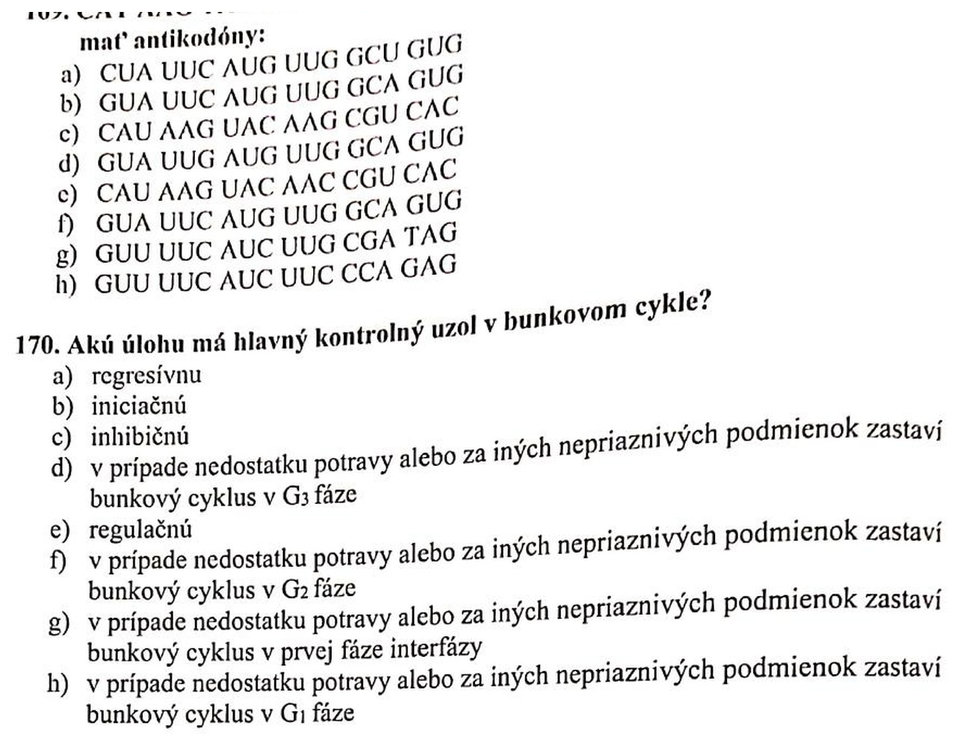 109. CAT AAG
mať antikodóny:
a) CUA UUC AUG UUG GCU GUG
b) GUA UUC AUG UUG GCA GUG
c) CAU AAG UAC AAG CGU CAC
d) GUA UUG AUG UUG GCA GUG
e) CAU AAG UAC AAC CGU CAC
f) GUA UUC AUG UUG GCA GUG
g) GUU UUC AUC UUG CGA TAG
h) GUU UUC AUC UUC CCA GAG
170. Akú úlohu má hlavný kontrolný uzol v bunkovom cykle?
a) regresívnu
b) iniciačnú
c) inhibičnú
d) v prípade nedostatku potravy alebo za iných nepriaznivých podmienok zastaví
bunkový cyklus v G3 fáze
e) regulačnú
f) v prípade nedostatku potravy alebo za iných nepriaznivých podmienok zastaví
bunkový cyklus v G2 fáze
g) v prípade nedostatku potravy alebo za iných nepriaznivých podmienok zastaví
bunkový cyklus v prvej fáze interfázy
h) v prípade nedostatku potravy alebo za iných nepriaznivých podmienok zastaví
bunkový cyklus v G1 fáze